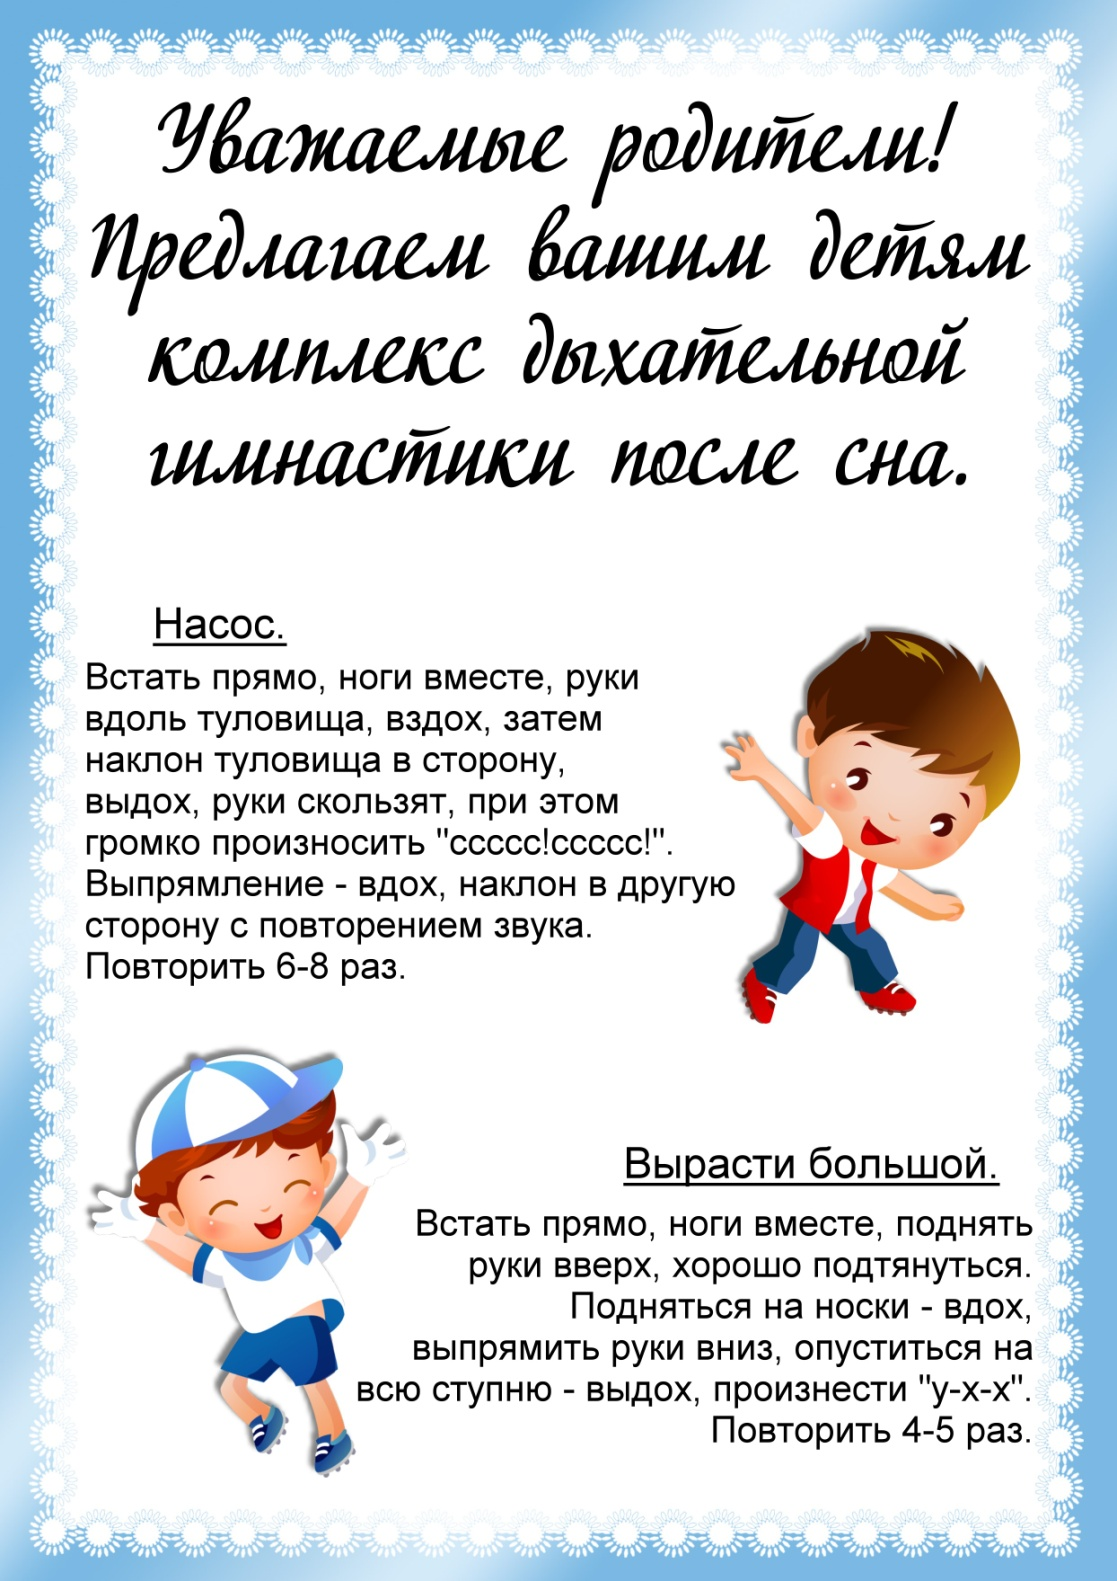 Уважаемые родители!
Предлагаем вашим детям
комплекс дыхательной
гимнастики после сна.
Насос.
Встать прямо, ноги вместе, руки
вдоль туловища, вздох, затем
наклон туловища в сторону,
выдох, руки скользят, при этом
громко произносить "ссссс!ссссс!".
Выпрямление - вдох, наклон в другую
сторону с повторением звука.
Повторить 6-8 раз.
Вырасти большой.
Встать прямо, ноги вместе, поднять
руки вверх, хорошо подтянуться.
Подняться на носки - вдох,
выпрямить руки вниз, опуститься на
всю ступню - выдох, произнести "у-х-х".
Повторить 4-5 раз.